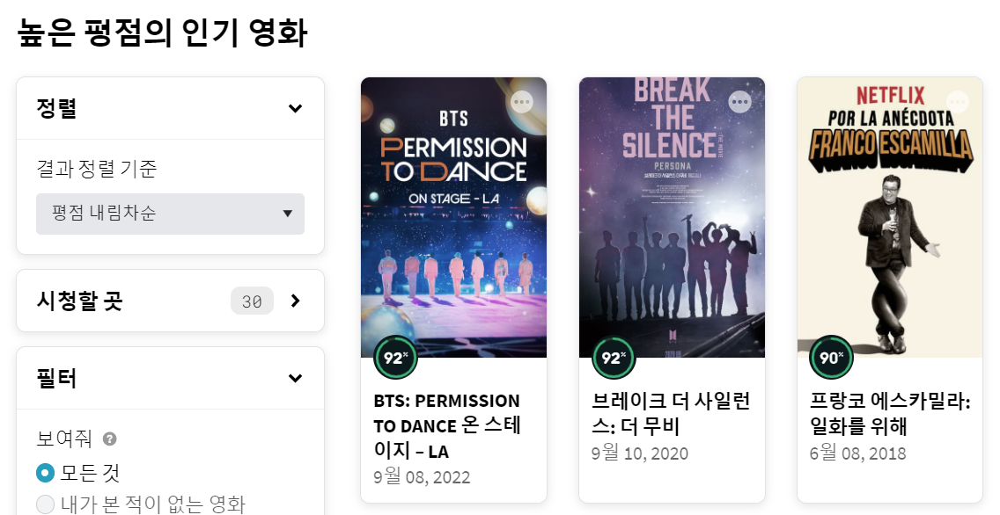 높은 평점의 인기 영화
정렬
결과 정렬 기준
평점 내림차순
시청할 곳 30
필터
보여줘
모든 것
내가 본 적이 없는 영화
BTS
PERMISSION
TO DANCE
ON STAGE - LA
92%
BTS: PERMISSION
TO DANCE 온 스테
이지 – LA
9월 08, 2022
BREAK
THE
SILENCE
THE MOVIE
PERSONA
92%
브레이크 더 사일런
스: 더 무비
9월 10, 2020
NETFLIX
POR LA ANÉCDOTA
FRANCO ESCAMILLA
90%
프랑코 에스카밀라:
일화를 위해
6월 08, 2018